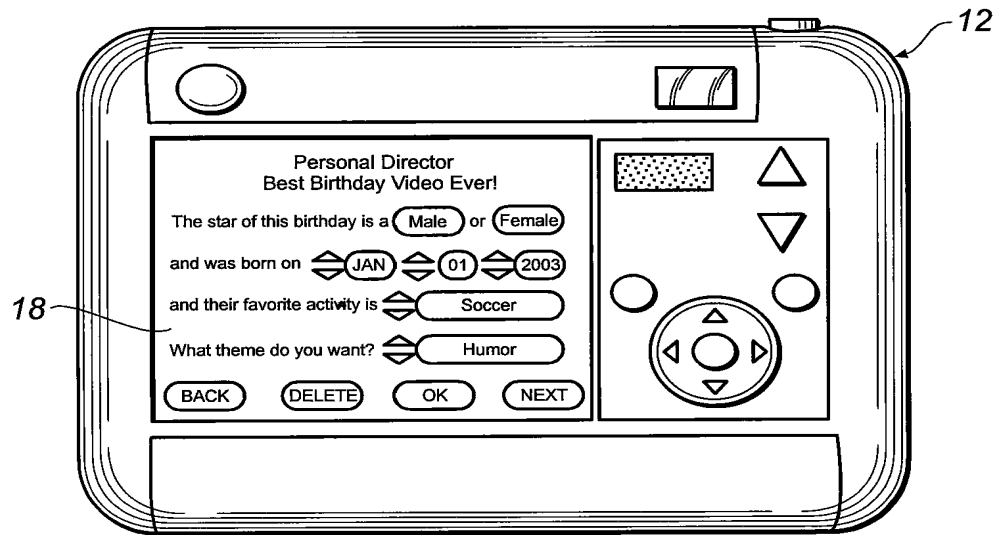 12
Personal Director
Best Birthday Video Ever!
The star of this birthday is a Male or Female
and was born on JAN 01 2003
18
and their favorite activity is Soccer
What theme do you want? Humor
BACK DELETE OK NEXT